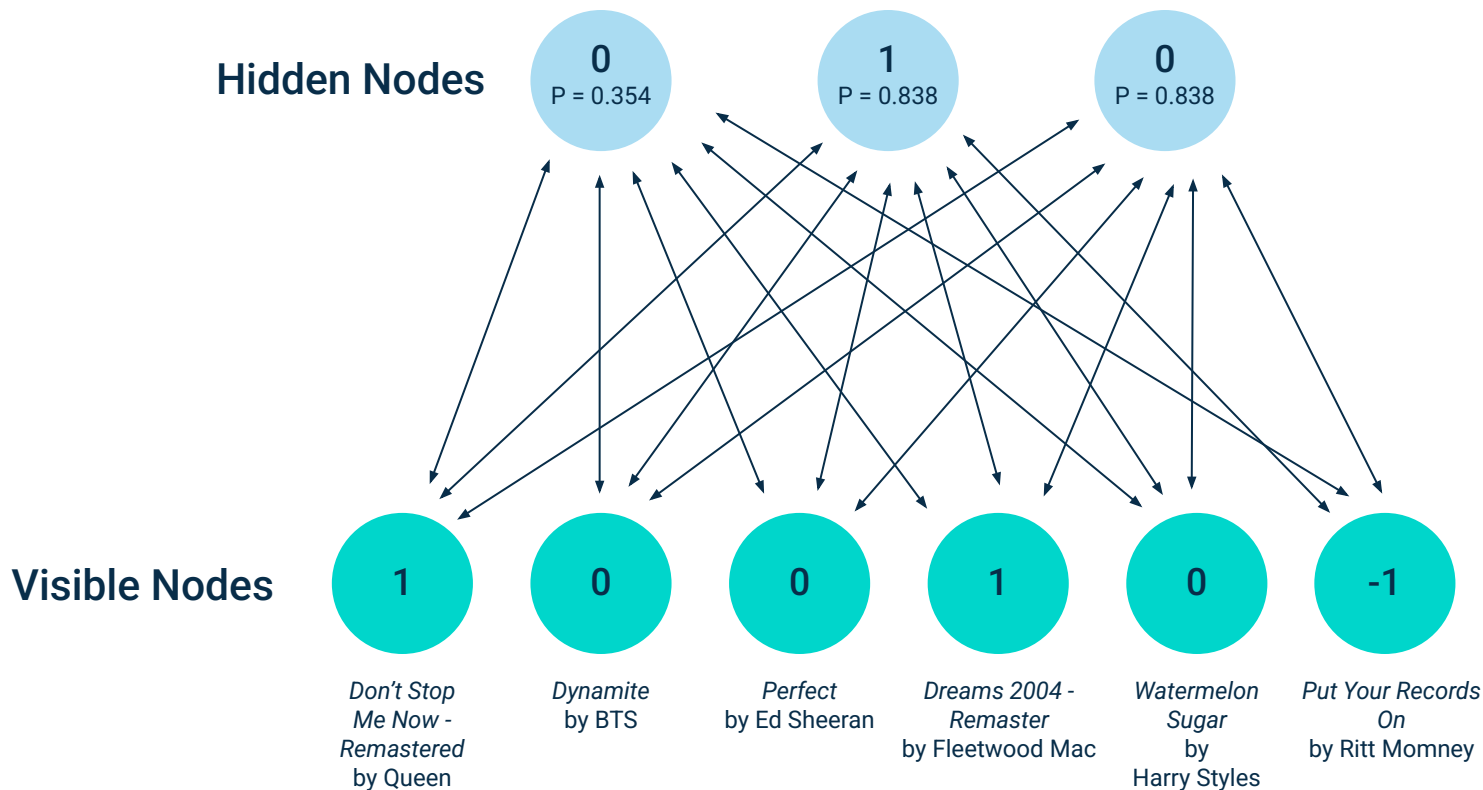 Hidden Nodes
0
P = 0.354
1
P = 0.838
0
P = 0.838
Visible Nodes
1
0
0
1
0
-1
Don’t Stop
Me Now -
Remastered
by Queen
Dynamite
by BTS
Perfect
by Ed Sheeran
Dreams 2004 -
Remaster
by Fleetwood Mac
Watermelon
Sugar
by
Harry Styles
Put Your Records
On
by Ritt Momney